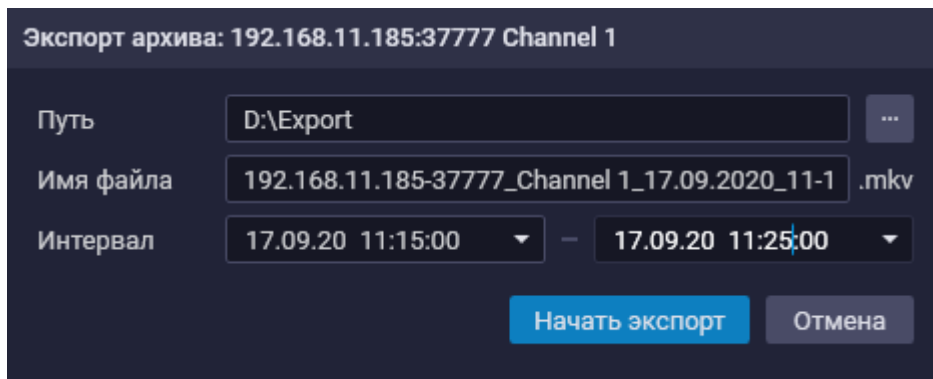 Экспорт архива: 192.168.11.185:37777 Channel 1
Путь D:\Export ...
Имя файла 192.168.11.185-37777_Channel 1_17.09.2020_11-1 .mkv
Интервал 17.09.20 11:15:00 – 17.09.20 11:25:00
Начать экспорт Отмена